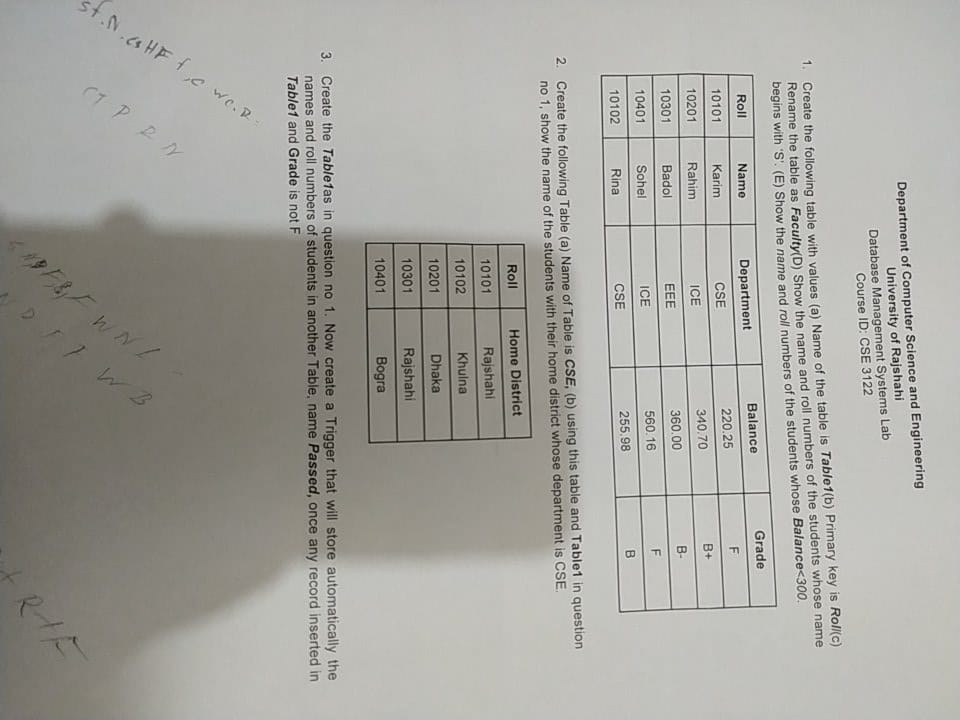 Department of Computer Science and Engineering
University of Rajshahi
Database Management Systems Lab
Course ID: CSE 3122
1. Create the following table with values (a) Name of the table is Table1(b) Primary key is Roll(c)
Rename the table as Faculty(D) Show the name and roll numbers of the students whose name
begins with 'S'. (E) Show the name and roll numbers of the students whose Balance<300.
Roll Name Department Balance Grade
10101 Karim CSE 220.25 F
10201 Rahim ICE 340.70 B+
10301 Badol EEE 360.00 B-
10401 Sohel ICE 560.16 F
10102 Rina CSE 255.98 B
2. Create the following Table (a) Name of Table is CSE, (b) using this table and Table1 in question
no 1, show the name of the students with their home district whose department is CSE.
Roll Home District
10101 Rajshahi
10102 Khulna
10201 Dhaka
10301 Rajshahi
10401 Bogra
3. Create the Table1as in question no 1. Now create a Trigger that will store automatically the
names and roll numbers of students in another Table, name Passed, once any record inserted in
Table1 and Grade is not F